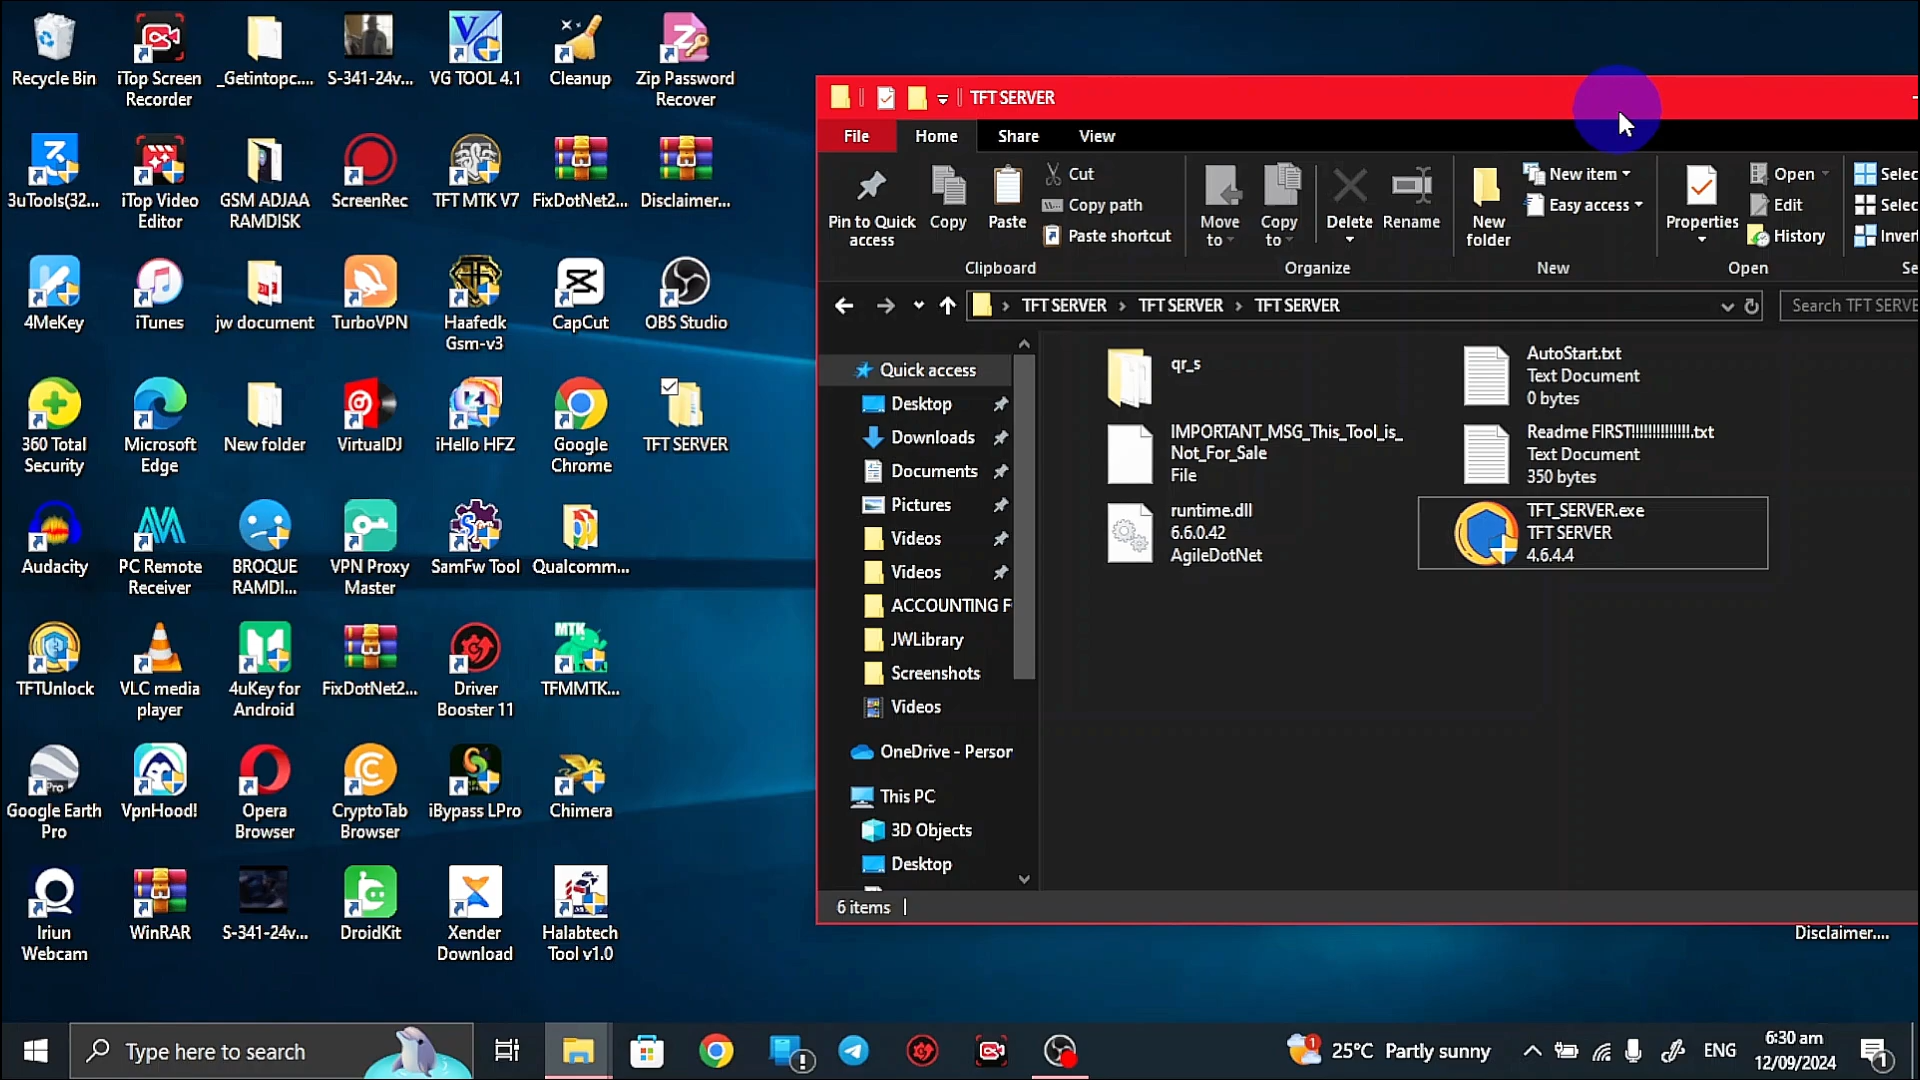 Recycle Bin
iTop Screen
Recorder
_Getintopc....
S-341-24v...
VG TOOL 4.1
Cleanup
Zip Password
Recover
3uTools(32...
iTop Video
Editor
GSM ADJAA
RAMDISK
ScreenRec
TFT MTK V7
FixDotNet2...
Disclaimer...
4MeKey
iTunes
jw document
TurboVPN
Haafedk
Gsm-v3
CapCut
OBS Studio
360 Total
Security
Microsoft
Edge
New folder
VirtualDJ
iHello HFZ
Google
Chrome
TFT SERVER
Audacity
PC Remote
Receiver
BROQUE
RAMDI...
VPN Proxy
Master
SamFw Tool
Qualcomm...
TFTUnlock
VLC media
player
4uKey for
Android
FixDotNet2...
Driver
Booster 11
MTK
TFMMTK...
Google Earth
Pro
VpnHood!
Opera
Browser
CryptoTab
Browser
iBypass LPro
Chimera
Iriun
Webcam
WinRAR
S-341-24v...
DroidKit
Xender
Download
Halabtech
Tool v1.0
TFT SERVER
File
Home
Share
View
Pin to Quick
access
Copy
Paste
Cut
Copy path
Paste shortcut
Clipboard
Move
to
Copy
to
Delete
Rename
Organize
New
folder
New item
Easy access
New
Properties
Open
Edit
History
Open
Selec
Selec
Inver
Se
TFT SERVER
TFT SERVER
TFT SERVER
Search TFT SERVE
Quick access
Desktop
Downloads
Documents
Pictures
Videos
Videos
ACCOUNTING F
JWLibrary
Screenshots
Videos
OneDrive - Person
This PC
3D Objects
Desktop
qr_s
AutoStart.txt
Text Document
0 bytes
IMPORTANT_MSG_This_Tool_is_
Not_For_Sale
File
Readme FIRST!!!!!!!!!!!!!!.txt
Text Document
350 bytes
runtime.dll
6.6.0.42
AgileDotNet
TFT_SERVER.exe
TFT SERVER
4.6.4.4
6 items
Disclaimer....
Type here to search
1
25°C Partly sunny
ENG
6:30 am
12/09/2024
1